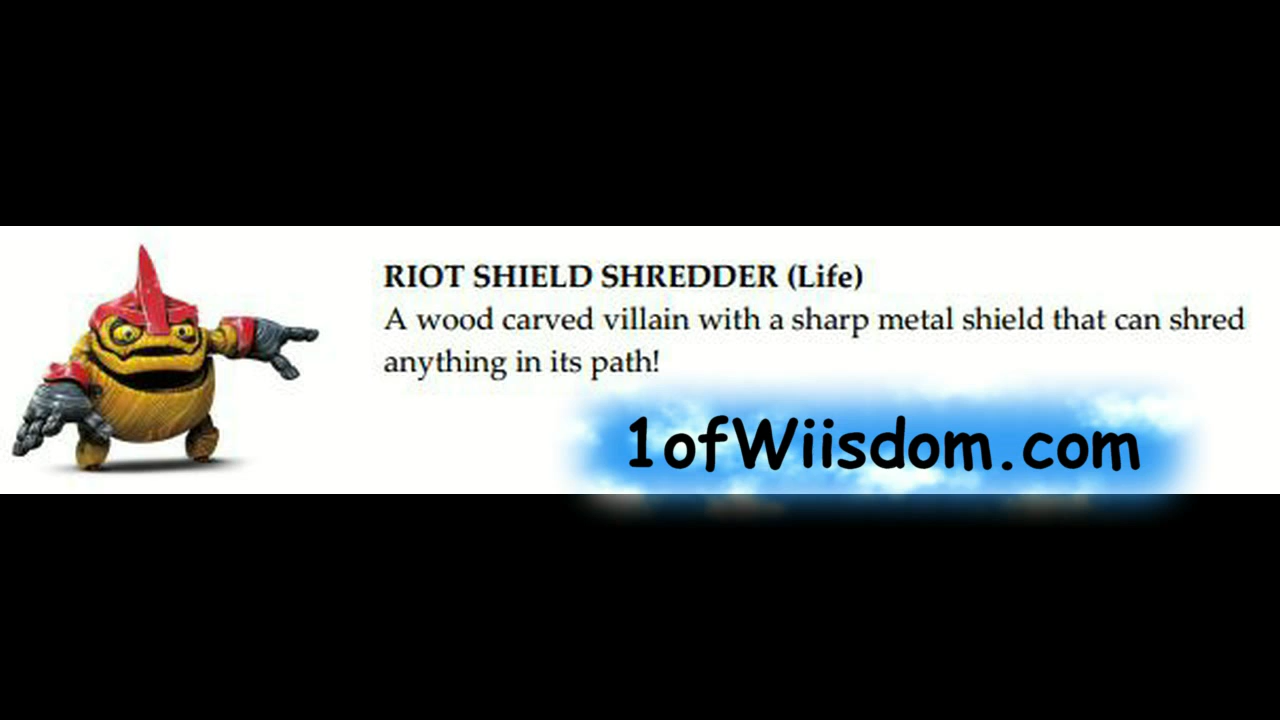 RIOT SHIELD SHREDDER (Life)
A wood carved villain with a sharp metal shield that can shred
anything in its path!
1ofWiisdom.com